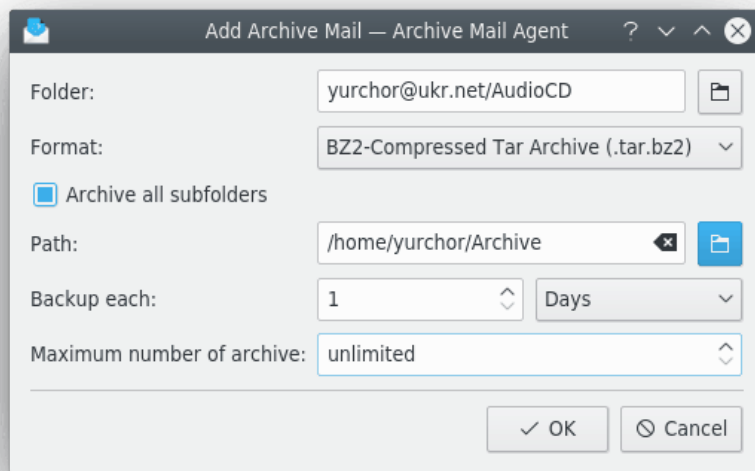 Add Archive Mail — Archive Mail Agent
Folder: yurchor@ukr.net/AudioCD
Format: BZ2-Compressed Tar Archive (.tar.bz2)
Archive all subfolders
Path: /home/yurchor/Archive
Backup each: 1 Days
Maximum number of archive: unlimited
OK Cancel